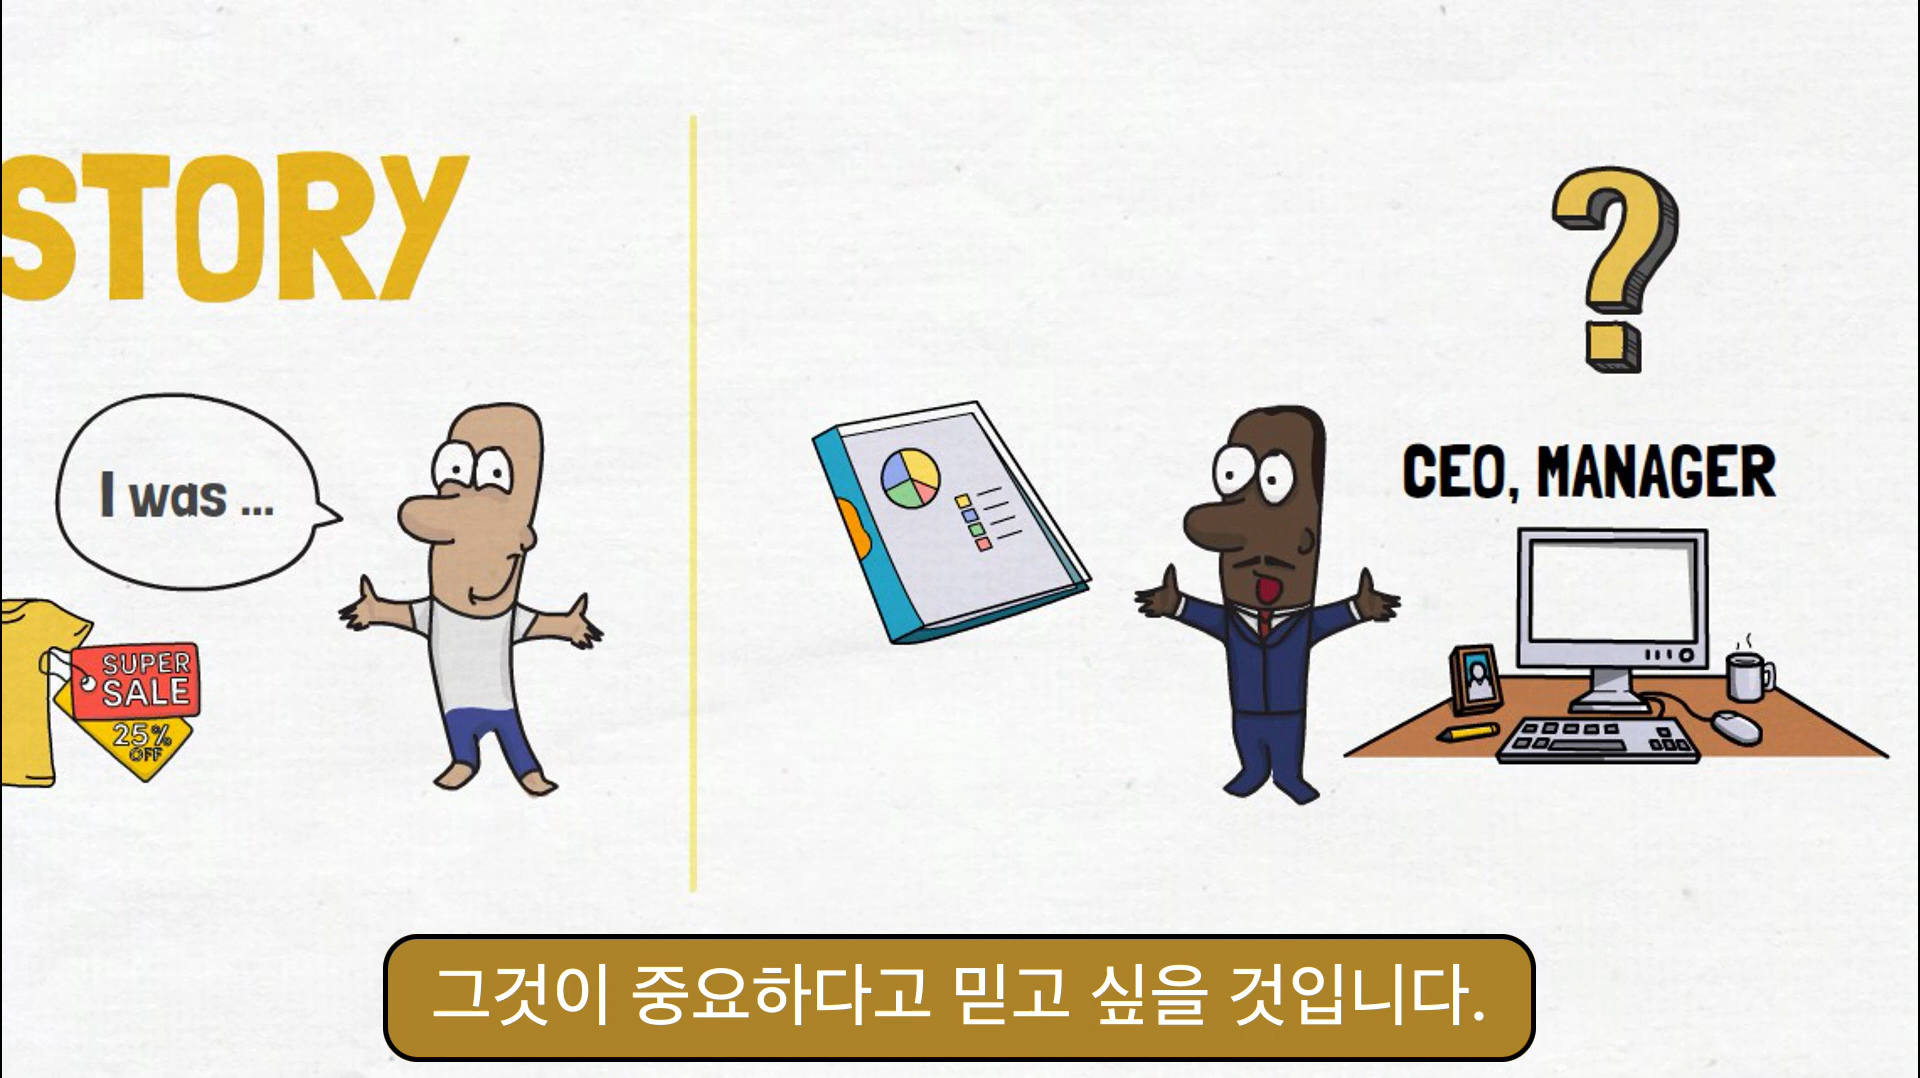 STORY
?
I was ...
CEO, MANAGER
SUPER
SALE
25%
OFF
그것이 중요하다고 믿고 싶을 것입니다.